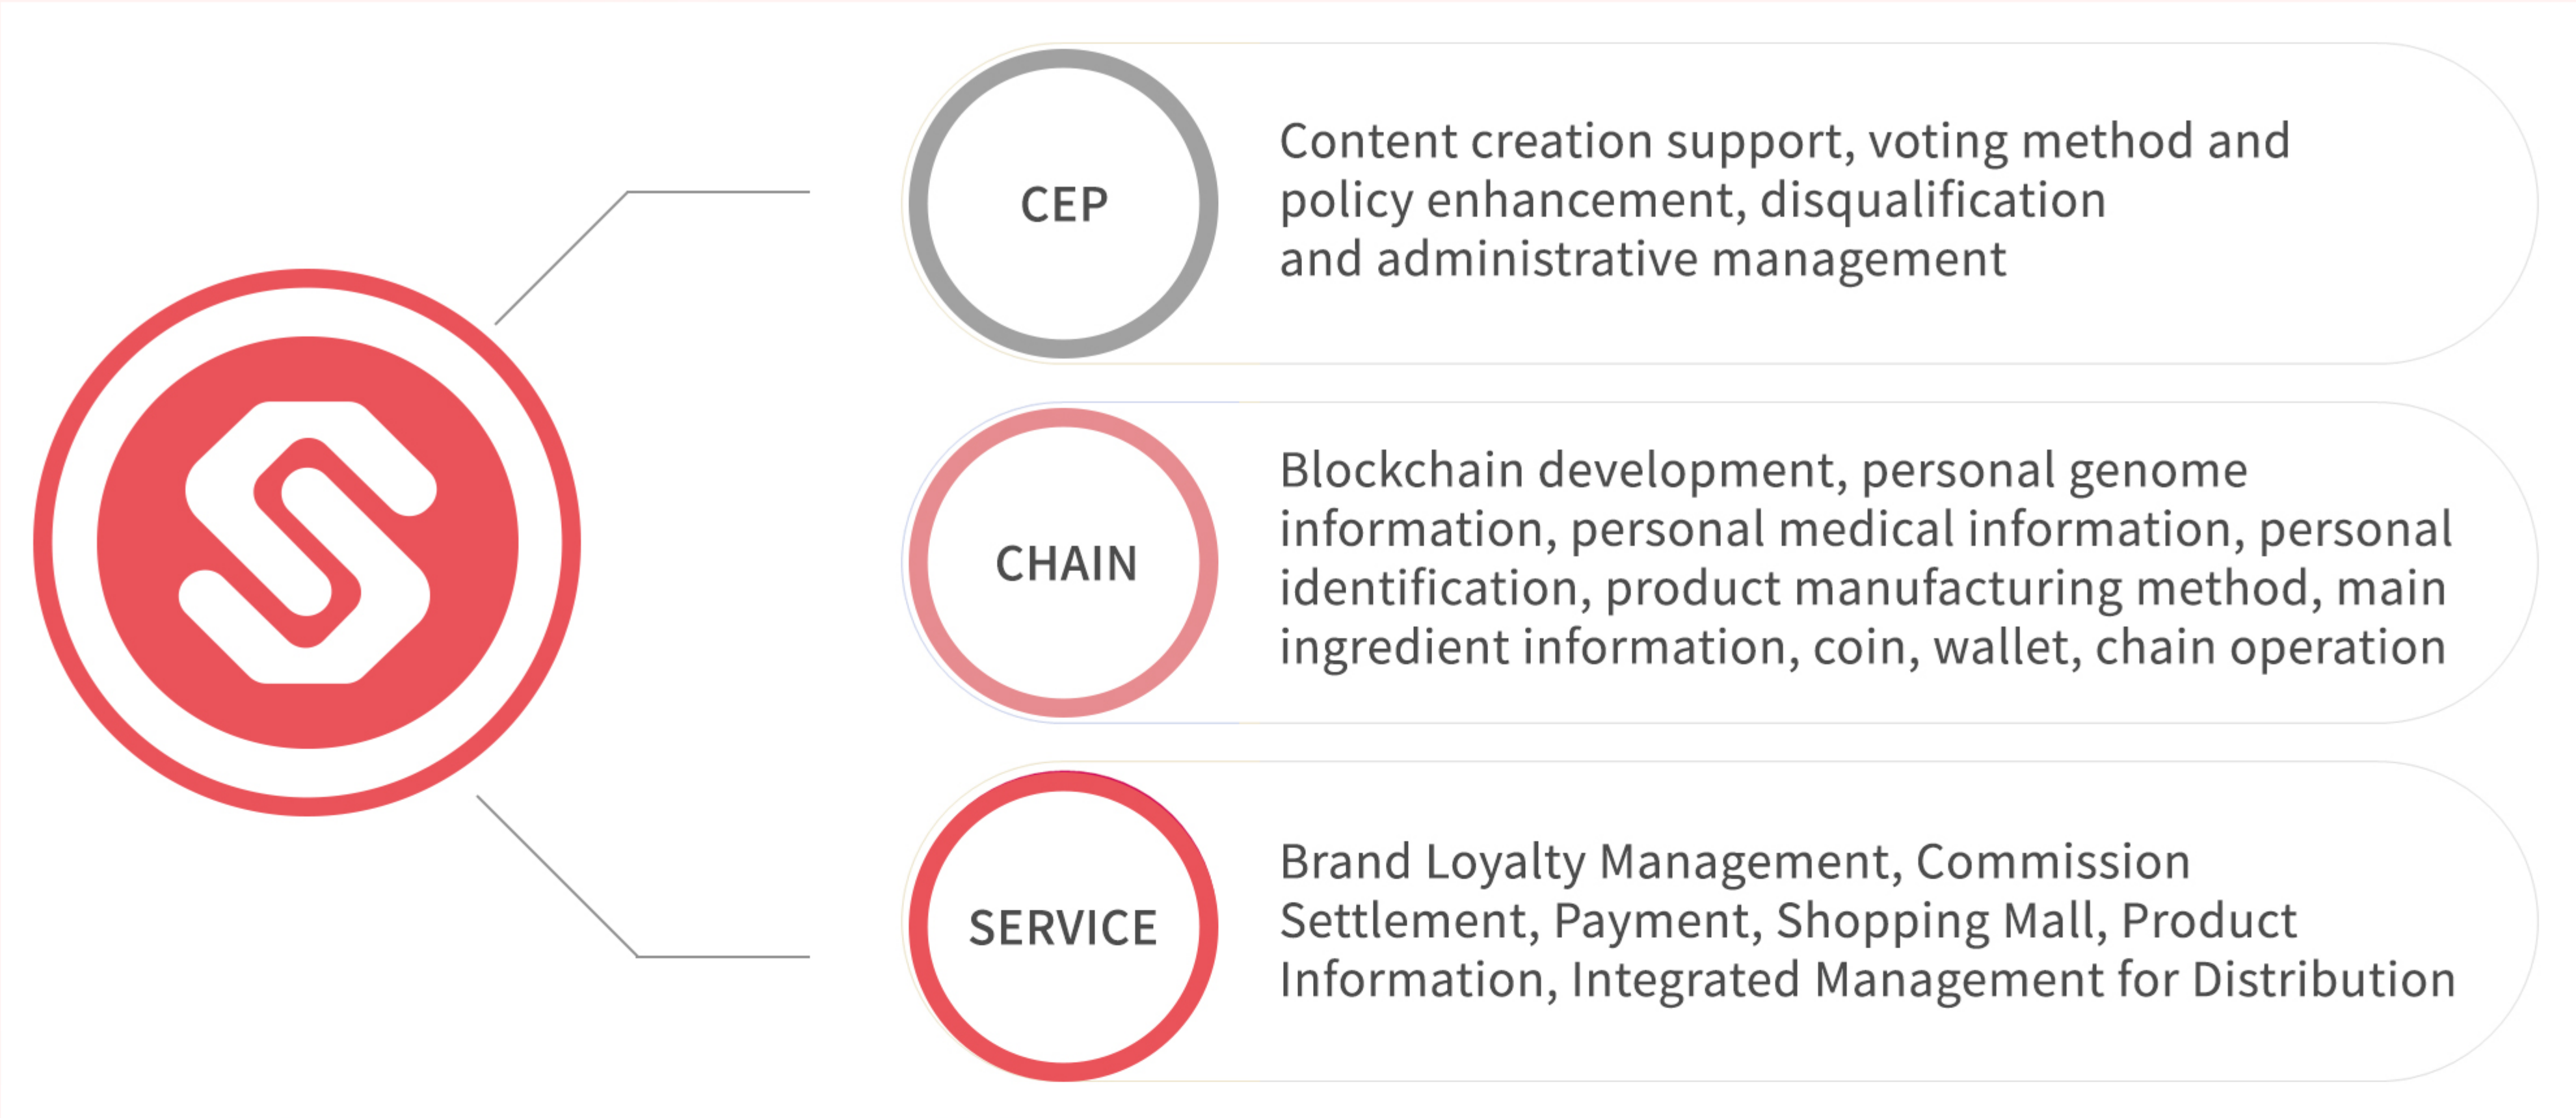 CEP
Content creation support, voting method and
policy enhancement, disqualification
and administrative management
CHAIN
Blockchain development, personal genome
information, personal medical information, personal
identification, product manufacturing method, main
ingredient information, coin, wallet, chain operation
SERVICE
Brand Loyalty Management, Commission
Settlement, Payment, Shopping Mall, Product
Information, Integrated Management for Distribution